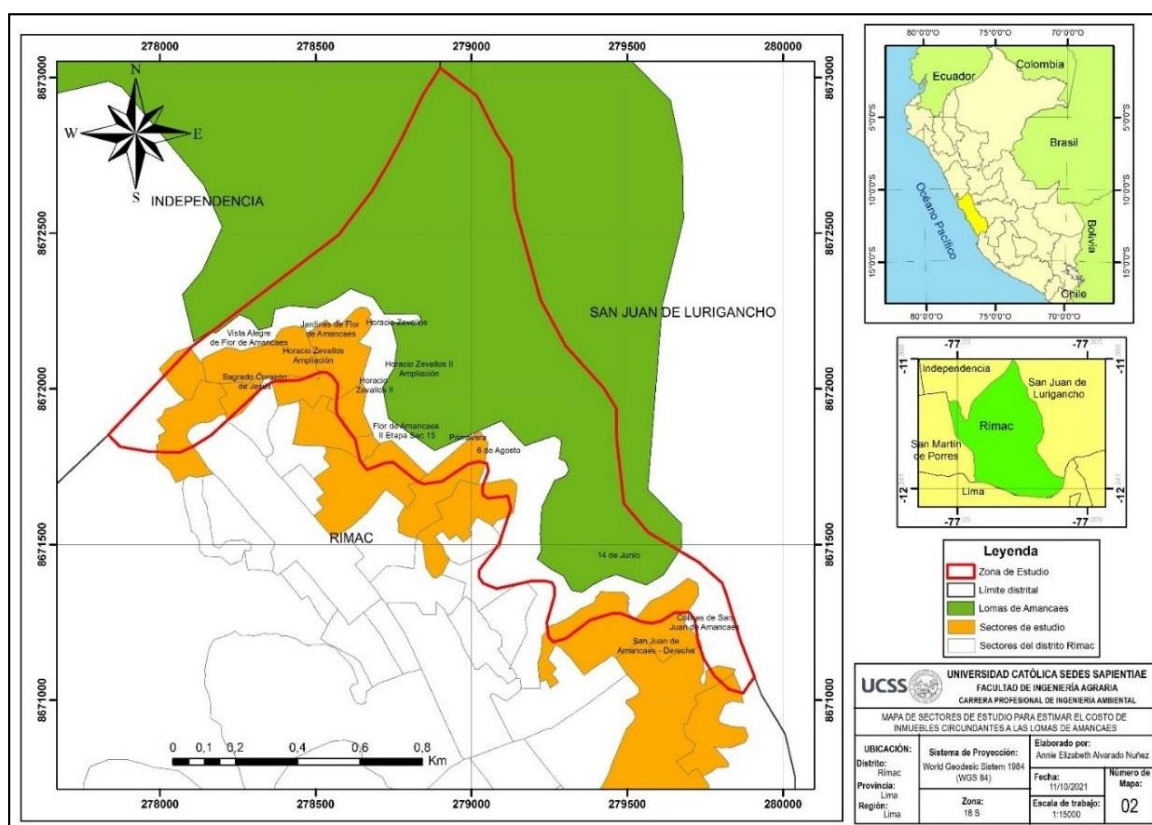 278000 278500 279000 279500 280000
8673000
8672500
8672000
8671500
8671000
N
W E
S
INDEPENDENCIA
SAN JUAN DE LURIGANCHO
Vista Alegre
de Flor de Amancaes
Jardines de Flor
de Amancaes
Horacio Zevallos
Horacio Zevallos
Ampliación
Horacio Zevallos II
Ampliación
Sagrado Corazón
de Jesús
Horacio
Zevallos II
Flor de Amancaes
II Etapa Sec 15
Primavera
6 de Agosto
RIMAC
14 de Junio
Colinas de San
Juan de Amancaes
San Juan de
Amancaes - Derecha
0 0,1 0,2 0,4 0,6 0,8
Km
8673000
8672500
8672000
8671500
8671000
278000 278500 279000 279500 280000
80°0'0"O 75°0'0"O 70°0'0"O
Colombia
Ecuador
Brasil
Océano Pacífico
Bolivia
Chile
5°0'0"S
10°0'0"S
15°0'0"S
5°0'0"S
10°0'0"S
15°0'0"S
80°0'0"O 75°0'0"O 70°0'0"O
-77 -77
-11
-12
Independencia
San Juan de
Lurigancho
Rimac
San Martín
de Porres
Lima
-11
-12
-77 -77
Leyenda
Zona de Estudio
Límite distrital
Lomas de Amancaes
Sectores de estudio
Sectores del distrito Rimac
UCSS
UNIVERSIDAD CATÓLICA SEDES SAPIENTIAE
FACULTAD DE INGENIERÍA AGRARIA
CARRERA PROFESIONAL DE INGENIERÍA AMBIENTAL
MAPA DE SECTORES DE ESTUDIO PARA ESTIMAR EL COSTO DE
INMUEBLES CIRCUNDANTES A LAS LOMAS DE AMANCAES
UBICACIÓN:
Distrito:
Rimac
Provincia:
Lima
Región:
Lima
Sistema de Proyección:
World Geodesic Sistem 1984
(WGS 84)
Zona:
18 S
Elaborado por:
Annie Elizabeth Alvarado Nuñez
Fecha:
11/10/2021
Escala de trabajo:
1:15000
Número de
Mapa:
02